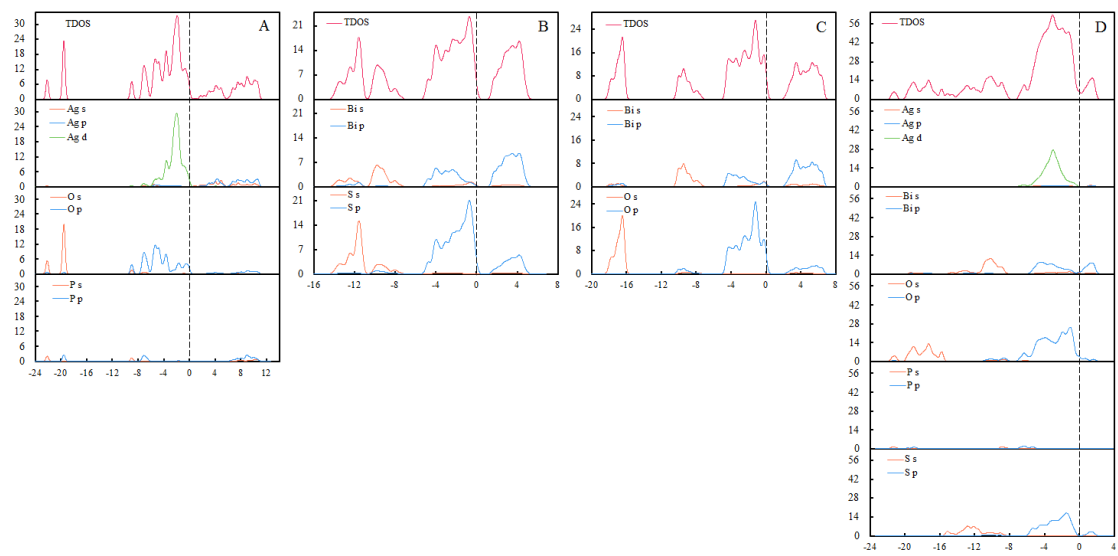 A
TDOS
30
24
18
12
6
0
Ag s
Ag p
Ag d
30
24
18
12
6
0
O s
O p
30
24
18
12
6
0
P s
P p
30
24
18
12
6
0
-24 -20 -16 -12 -8 -4 0 4 8 12
B
TDOS
21
14
7
0
Bi s
Bi p
21
14
7
0
S s
S p
21
14
7
0
-16 -12 -8 -4 0 4 8
C
TDOS
24
16
8
0
Bi s
Bi p
24
16
8
0
O s
O p
24
16
8
0
-20 -16 -12 -8 -4 0 4 8
D
TDOS
56
42
28
14
0
Ag s
Ag p
Ag d
56
42
28
14
0
Bi s
Bi p
56
42
28
14
0
O s
O p
56
42
28
14
0
P s
P p
56
42
28
14
0
S s
S p
56
42
28
14
0
-24 -20 -16 -12 -8 -4 0 4